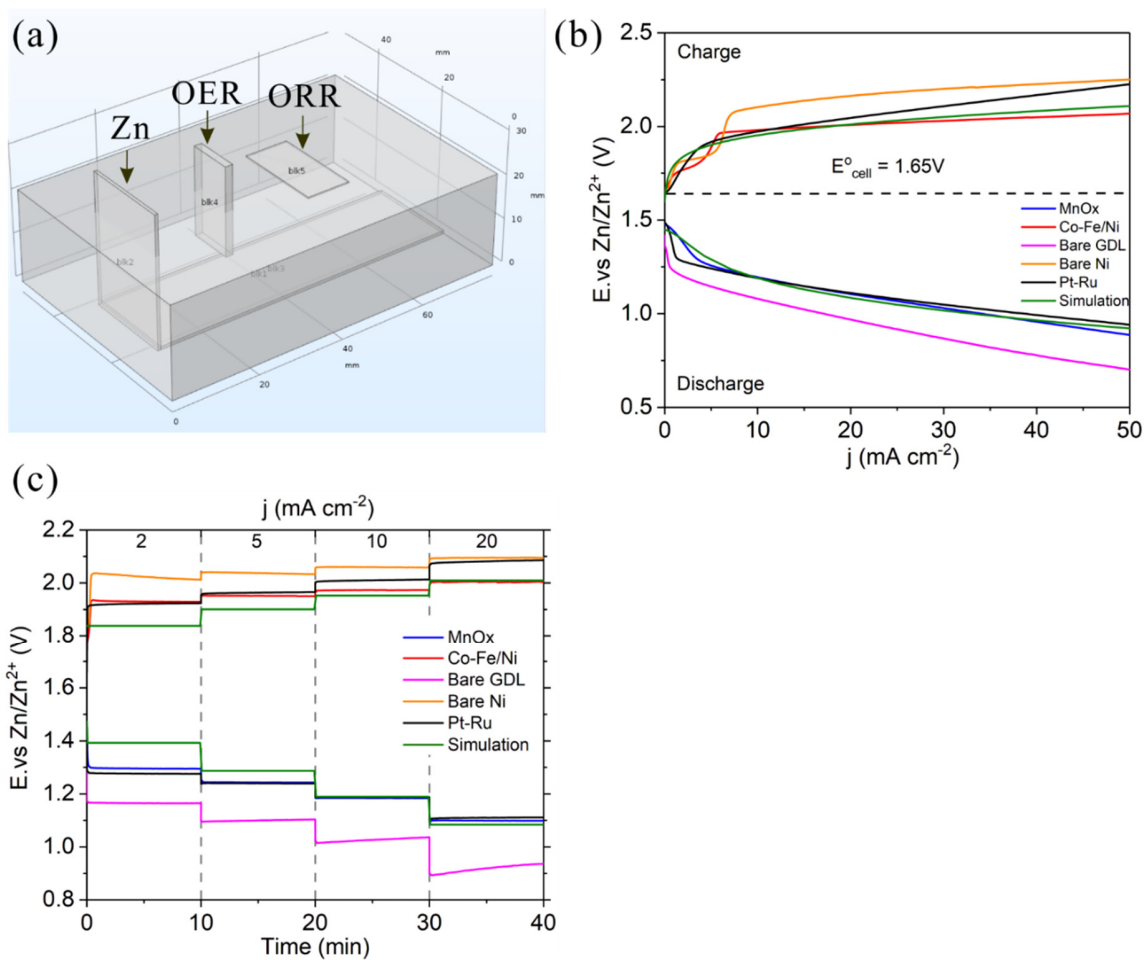 (a)
Zn
OER
ORR
blk2
blk4
blk5
blk1
blk3
0
20
40
60
mm
0
10
20
30
mm
0
20
40
mm
(b)
Charge
E°cell = 1.65V
MnOx
Co-Fe/Ni
Bare GDL
Bare Ni
Pt-Ru
Simulation
Discharge
E.vs Zn/Zn²⁺ (V)
2.5
2.0
1.5
1.0
0.5
0 10 20 30 40 50
j (mA cm⁻²)
(c)
j (mA cm⁻²)
2 5 10 20
E.vs Zn/Zn²⁺ (V)
2.2
2.0
1.8
1.6
1.4
1.2
1.0
0.8
MnOx
Co-Fe/Ni
Bare GDL
Bare Ni
Pt-Ru
Simulation
0 10 20 30 40
Time (min)